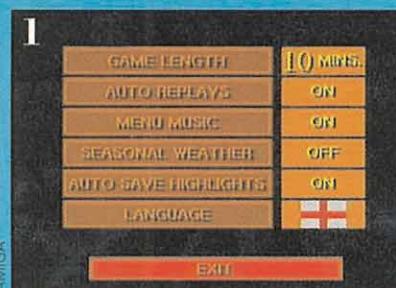 1
GAME LENGTH 10 MINS.
AUTO REPLAYS ON
MENU MUSIC ON
SEASONAL WEATHER OFF
AUTO SAVE HIGHLIGHTS ON
LANGUAGE
EXIT
AMIGA